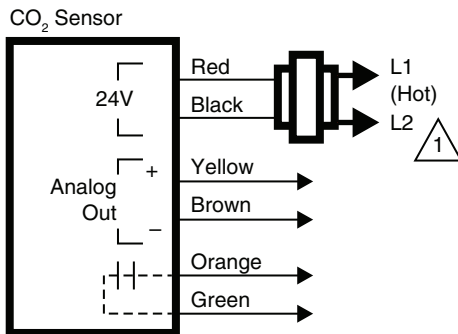 CO₂ Sensor
Red
L1
(Hot)
24V
Black
L2
1
Yellow
+
Analog
Out
Brown
–
Orange
Green